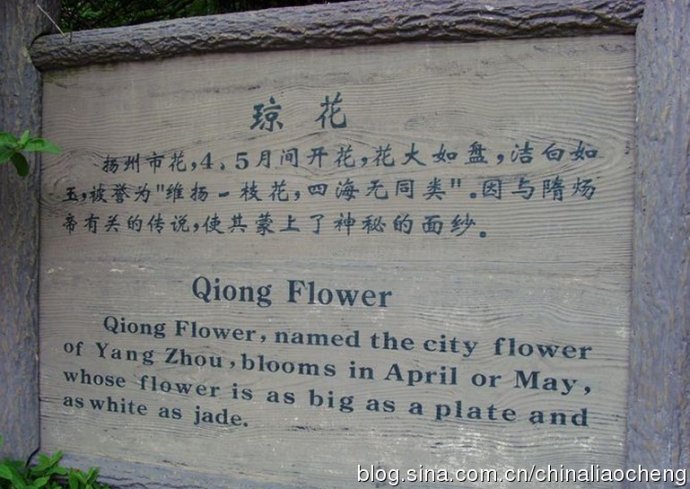 琼 花
扬州市花,4、5月间开花,花大如盘,洁白如
玉,被誉为"维扬一枝花,四海无同类".因与隋炀
帝有关的传说,使其蒙上了神秘的面纱.
Qiong Flower
Qiong Flower, named the city flower
of Yang Zhou, blooms in April or May,
whose flower is as big as a plate and
as white as jade.
blog.sina.com.cn/chinaliaocheng